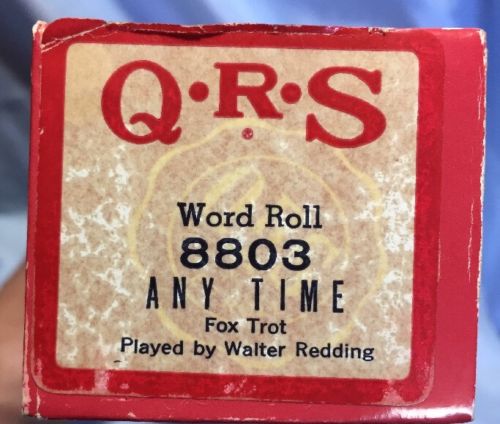 Q·R·S
Word Roll
8803
ANY TIME
Fox Trot
Played by Walter Redding